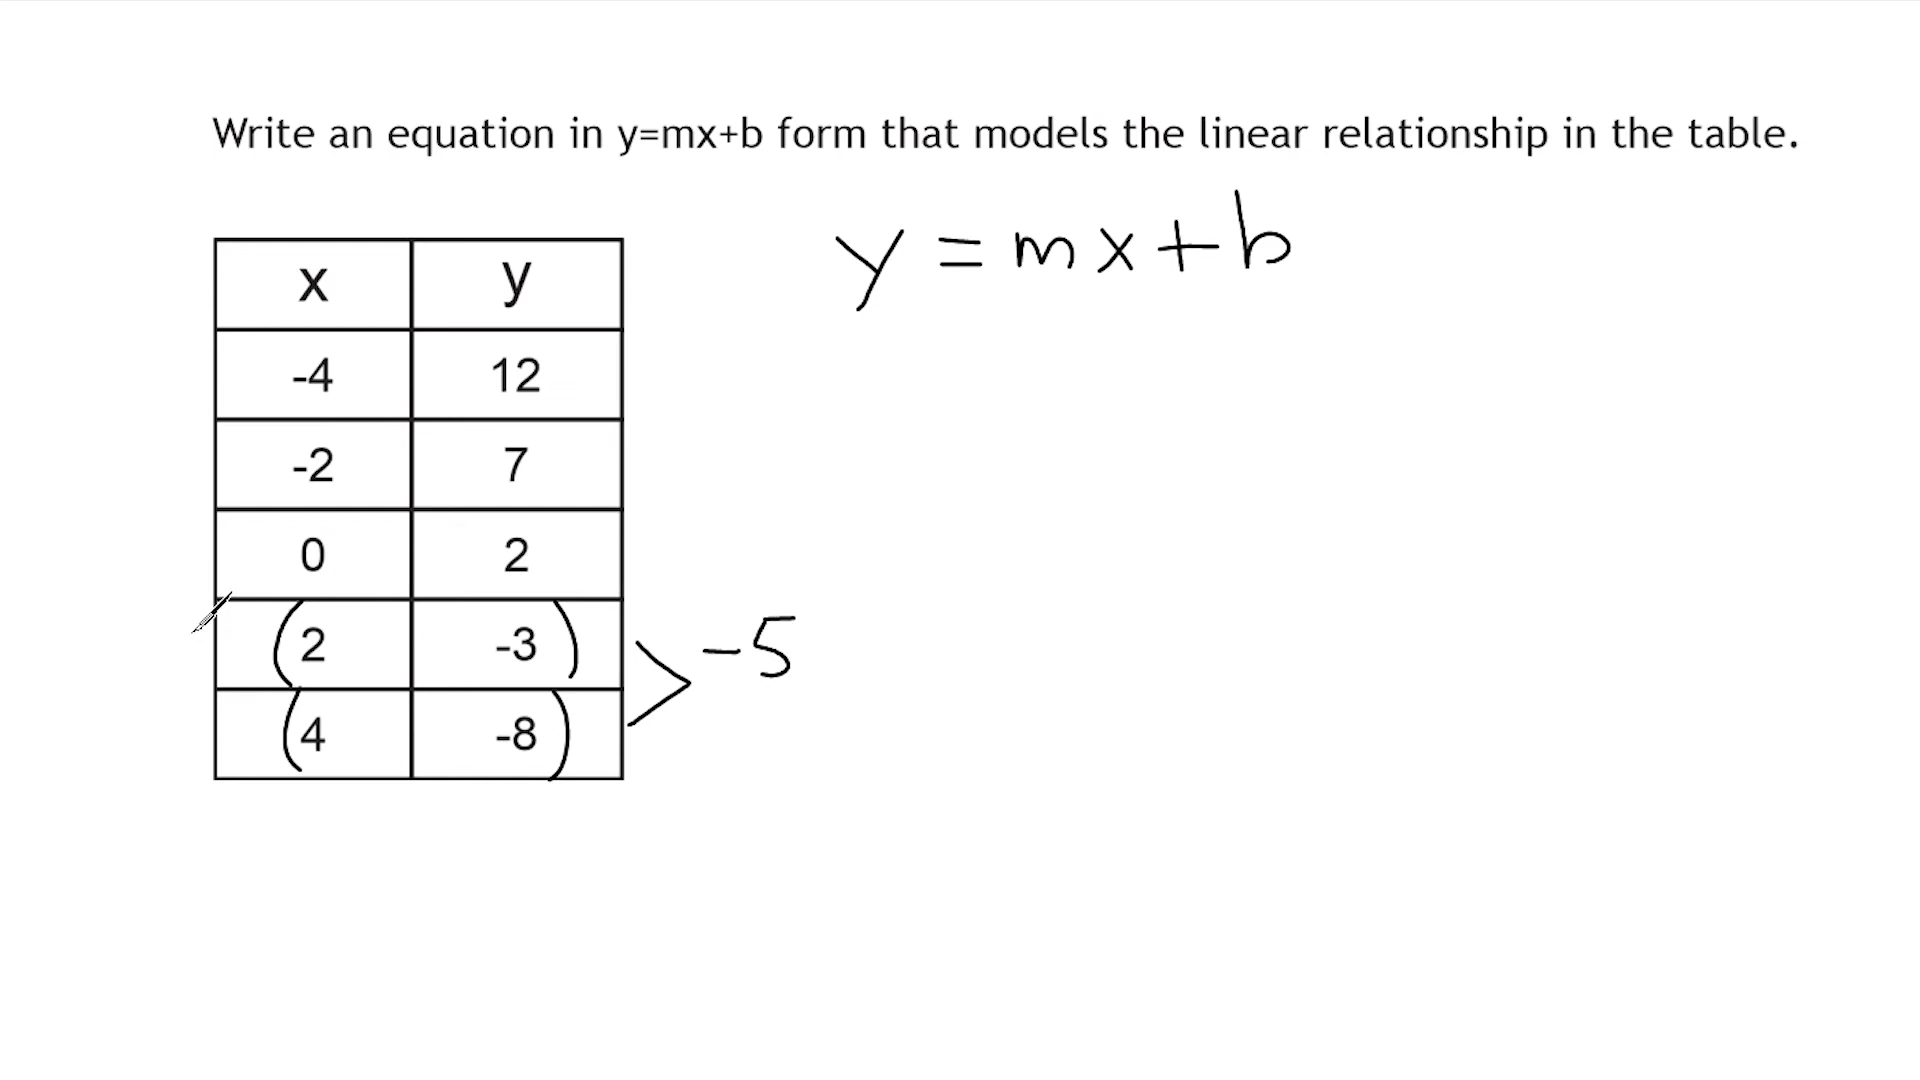 Write an equation in y=mx+b form that models the linear relationship in the table.
y = mx+b
x y
-4 12
-2 7
0 2
(2 -3) > -5
(4 -8)